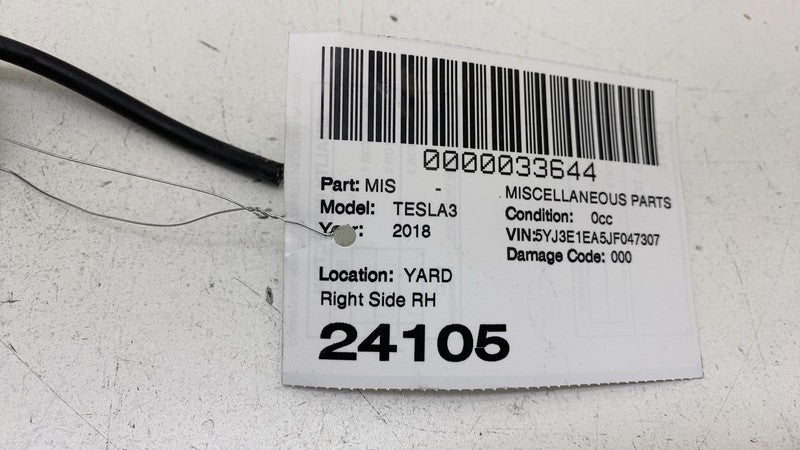 0000033644
Part: MIS - MISCELLANEOUS PARTS
Model: TESLA3 Condition: 0cc
Year: 2018 VIN:5YJ3E1EA5JF047307
Damage Code: 000
Location: YARD
Right Side RH
24105